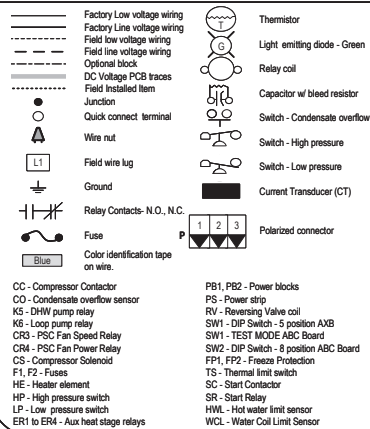 Factory Low voltage wiring
Factory Line voltage wiring
Field low voltage wiring
Field line voltage wiring
Optional block
DC Voltage PCB traces
Field Installed Item
Junction
Quick connect terminal
Wire nut
L1
Field wire lug
Ground
Relay Contacts- N.O., N.C.
Fuse
Blue
Color identification tape
on wire.
T
Thermistor
G
Light emitting diode - Green
Relay coil
Capacitor w/ bleed resistor
Switch - Condensate overflow
Switch - High pressure
Switch - Low pressure
Current Transducer (CT)
P
1 2 3
Polarized connector
CC - Compressor Contactor
CO - Condensate overflow sensor
K5 - DHW pump relay
K6 - Loop pump relay
CR3 - PSC Fan Speed Relay
CR4 - PSC Fan Power Relay
CS - Compressor Solenoid
F1, F2 - Fuses
HE - Heater element
HP - High pressure switch
LP - Low pressure switch
ER1 to ER4 - Aux heat stage relays
PB1, PB2 - Power blocks
PS - Power strip
RV - Reversing Valve coil
SW1 - DIP Switch - 5 position AXB
SW1 - TEST MODE ABC Board
SW2 - DIP Switch - 8 position ABC Board
FP1, FP2 - Freeze Protection
TS - Thermal limit switch
SC - Start Contactor
SR - Start Relay
HWL - Hot water limit sensor
WCL - Water Coil Limit Sensor